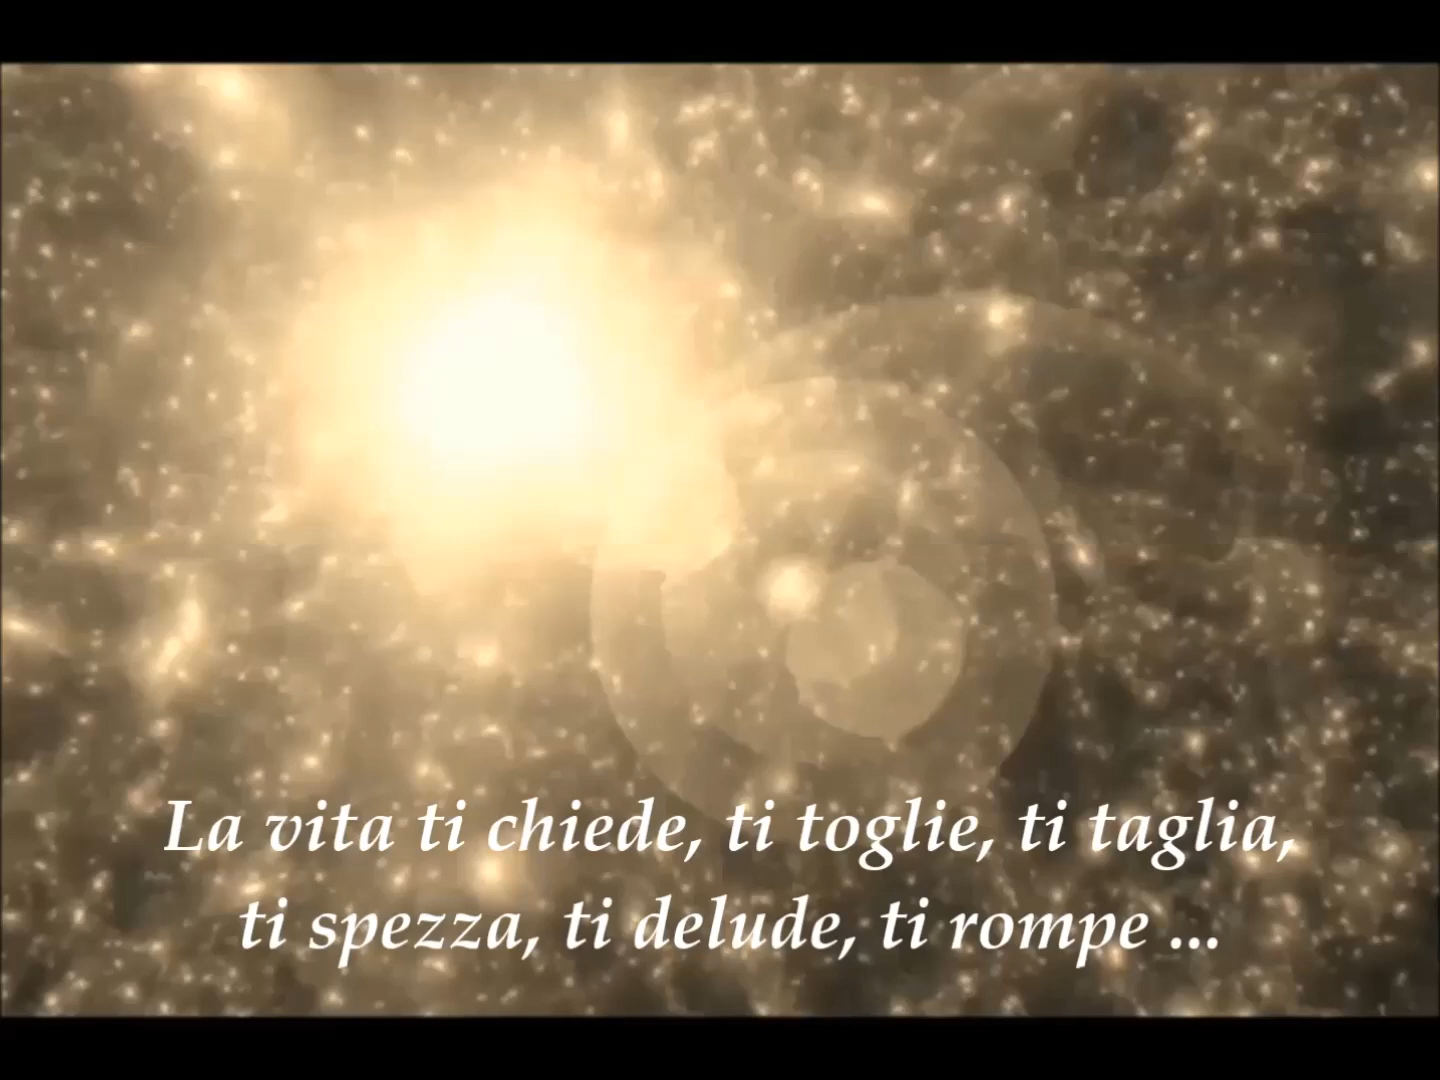 La vita ti chiede, ti toglie, ti taglia,
ti spezza, ti delude, ti rompe ...